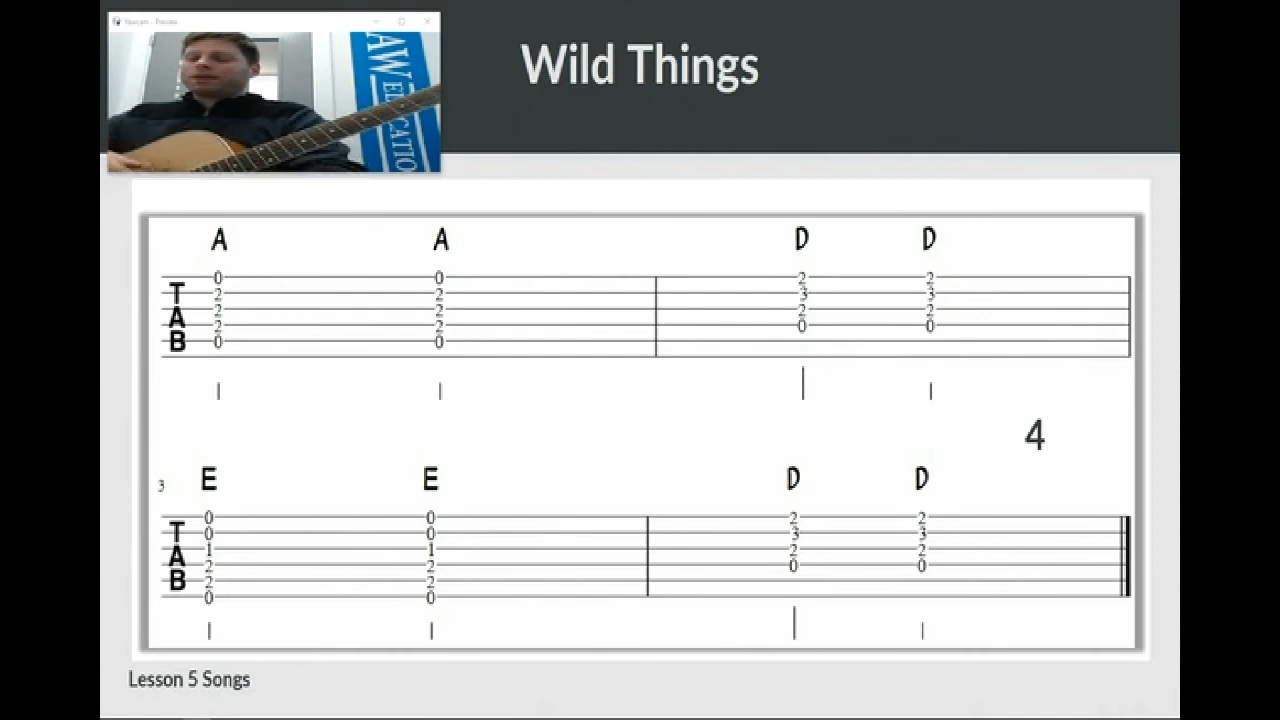 Wild Things
A A D D
T
A
B
0 0 2 2
2 2 3 3
2 2 2 2
2 2 0 0
0 0
4
3 E E D D
T
A
B
0 0 2 2
0 0 3 3
1 1 2 2
2 2 0 0
2 2
0 0
Lesson 5 Songs